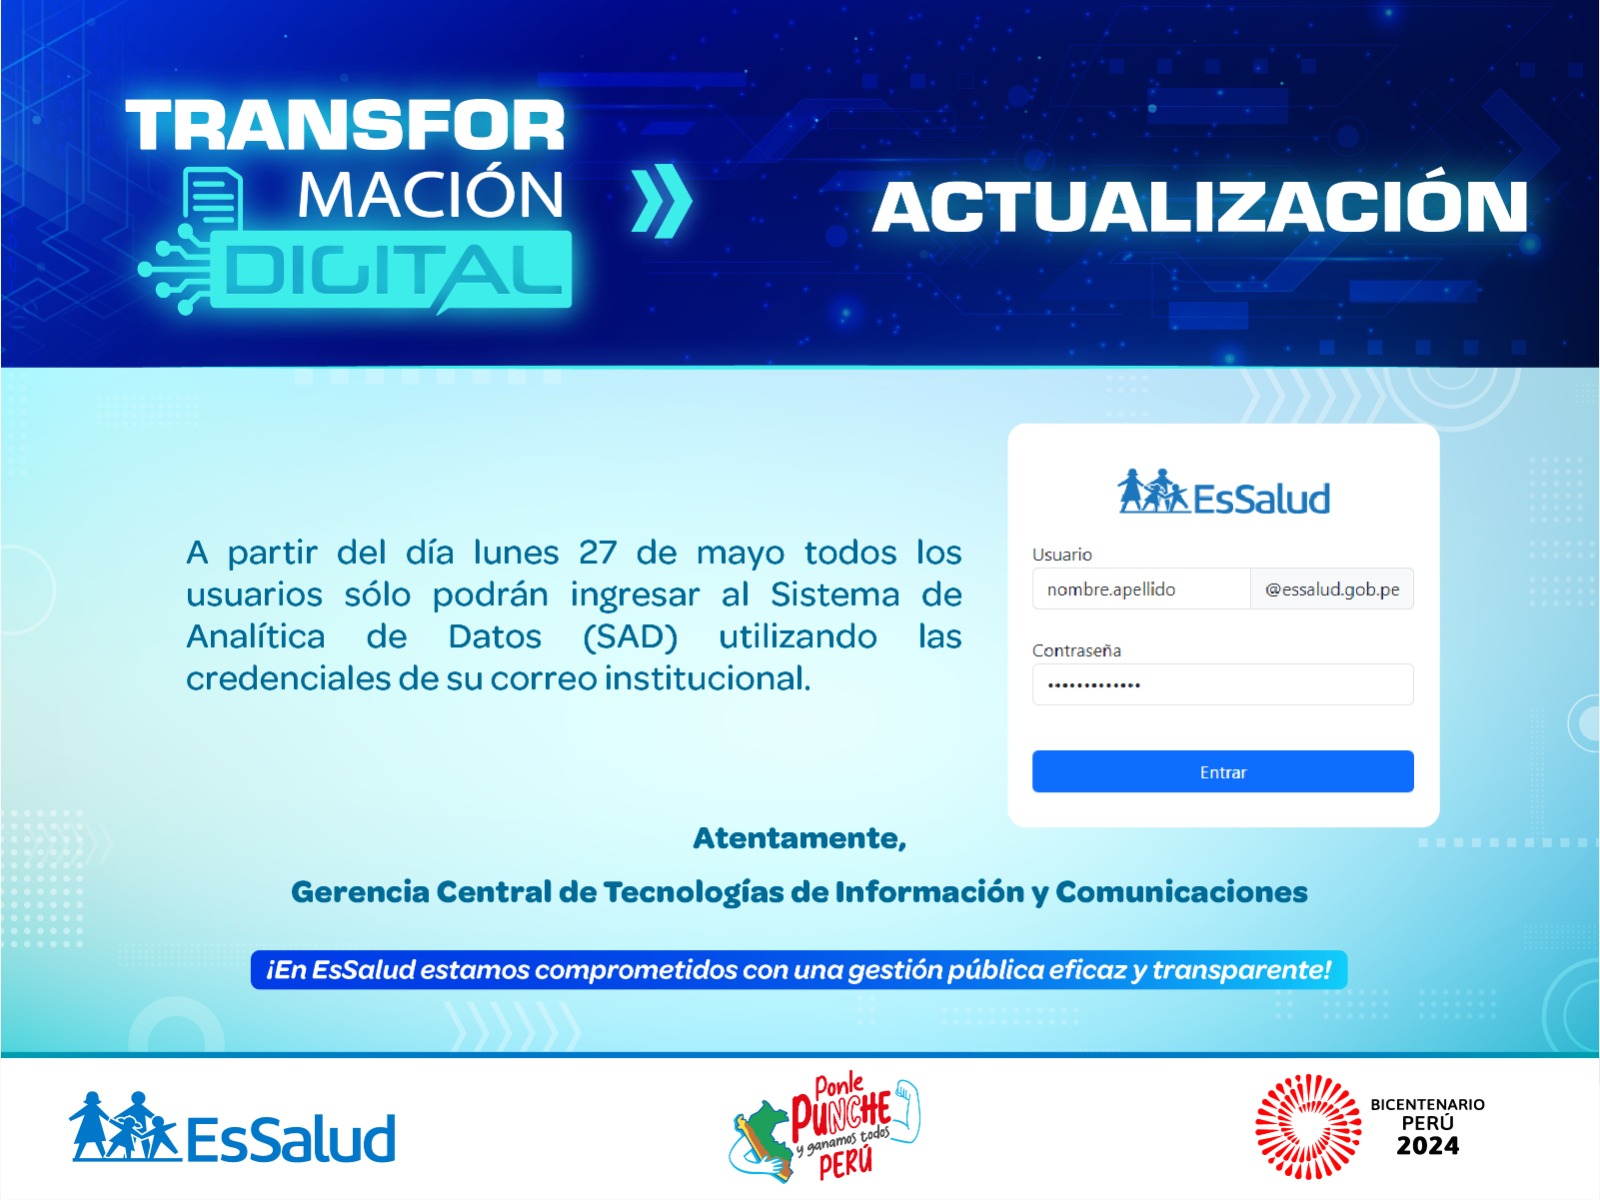 TRANSFOR
MACIÓN
DIGITAL
ACTUALIZACIÓN
A partir del día lunes 27 de mayo todos los
usuarios sólo podrán ingresar al Sistema de
Analítica de Datos (SAD) utilizando las
credenciales de su correo institucional.
EsSalud
Usuario
nombre.apellido @essalud.gob.pe
Contraseña
•••••••••••••
Entrar
Atentamente,
Gerencia Central de Tecnologías de Información y Comunicaciones
¡En EsSalud estamos comprometidos con una gestión pública eficaz y transparente!
EsSalud
Ponle
PUNCHE
y ganamos todos
PERÚ
BICENTENARIO
PERÚ
2024